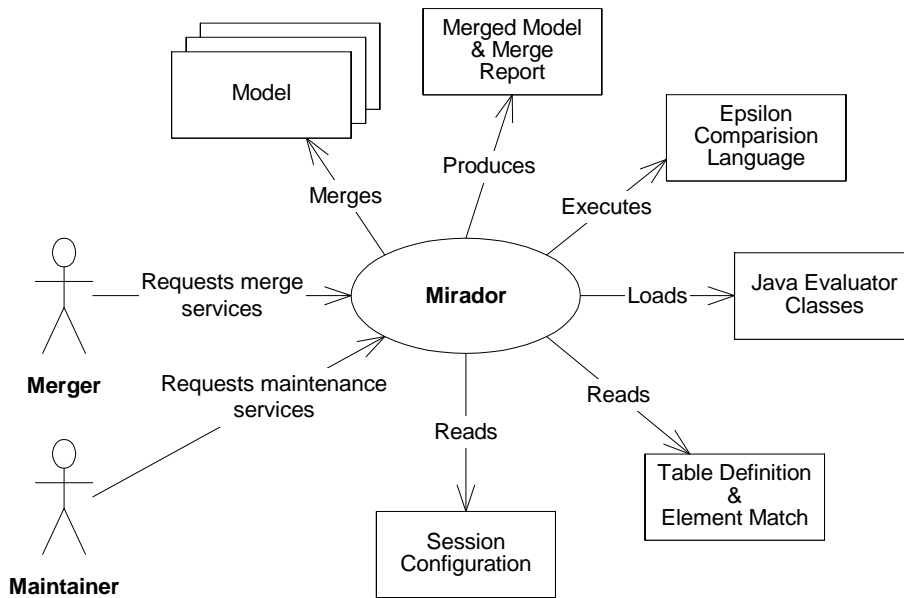 Merged Model
& Merge
Report
Model
Epsilon
Comparision
Language
Produces
Merges
Executes
Requests merge
services
Mirador
Loads
Java Evaluator
Classes
Merger
Requests maintenance
services
Reads
Reads
Table Definition
&
Element Match
Session
Configuration
Maintainer